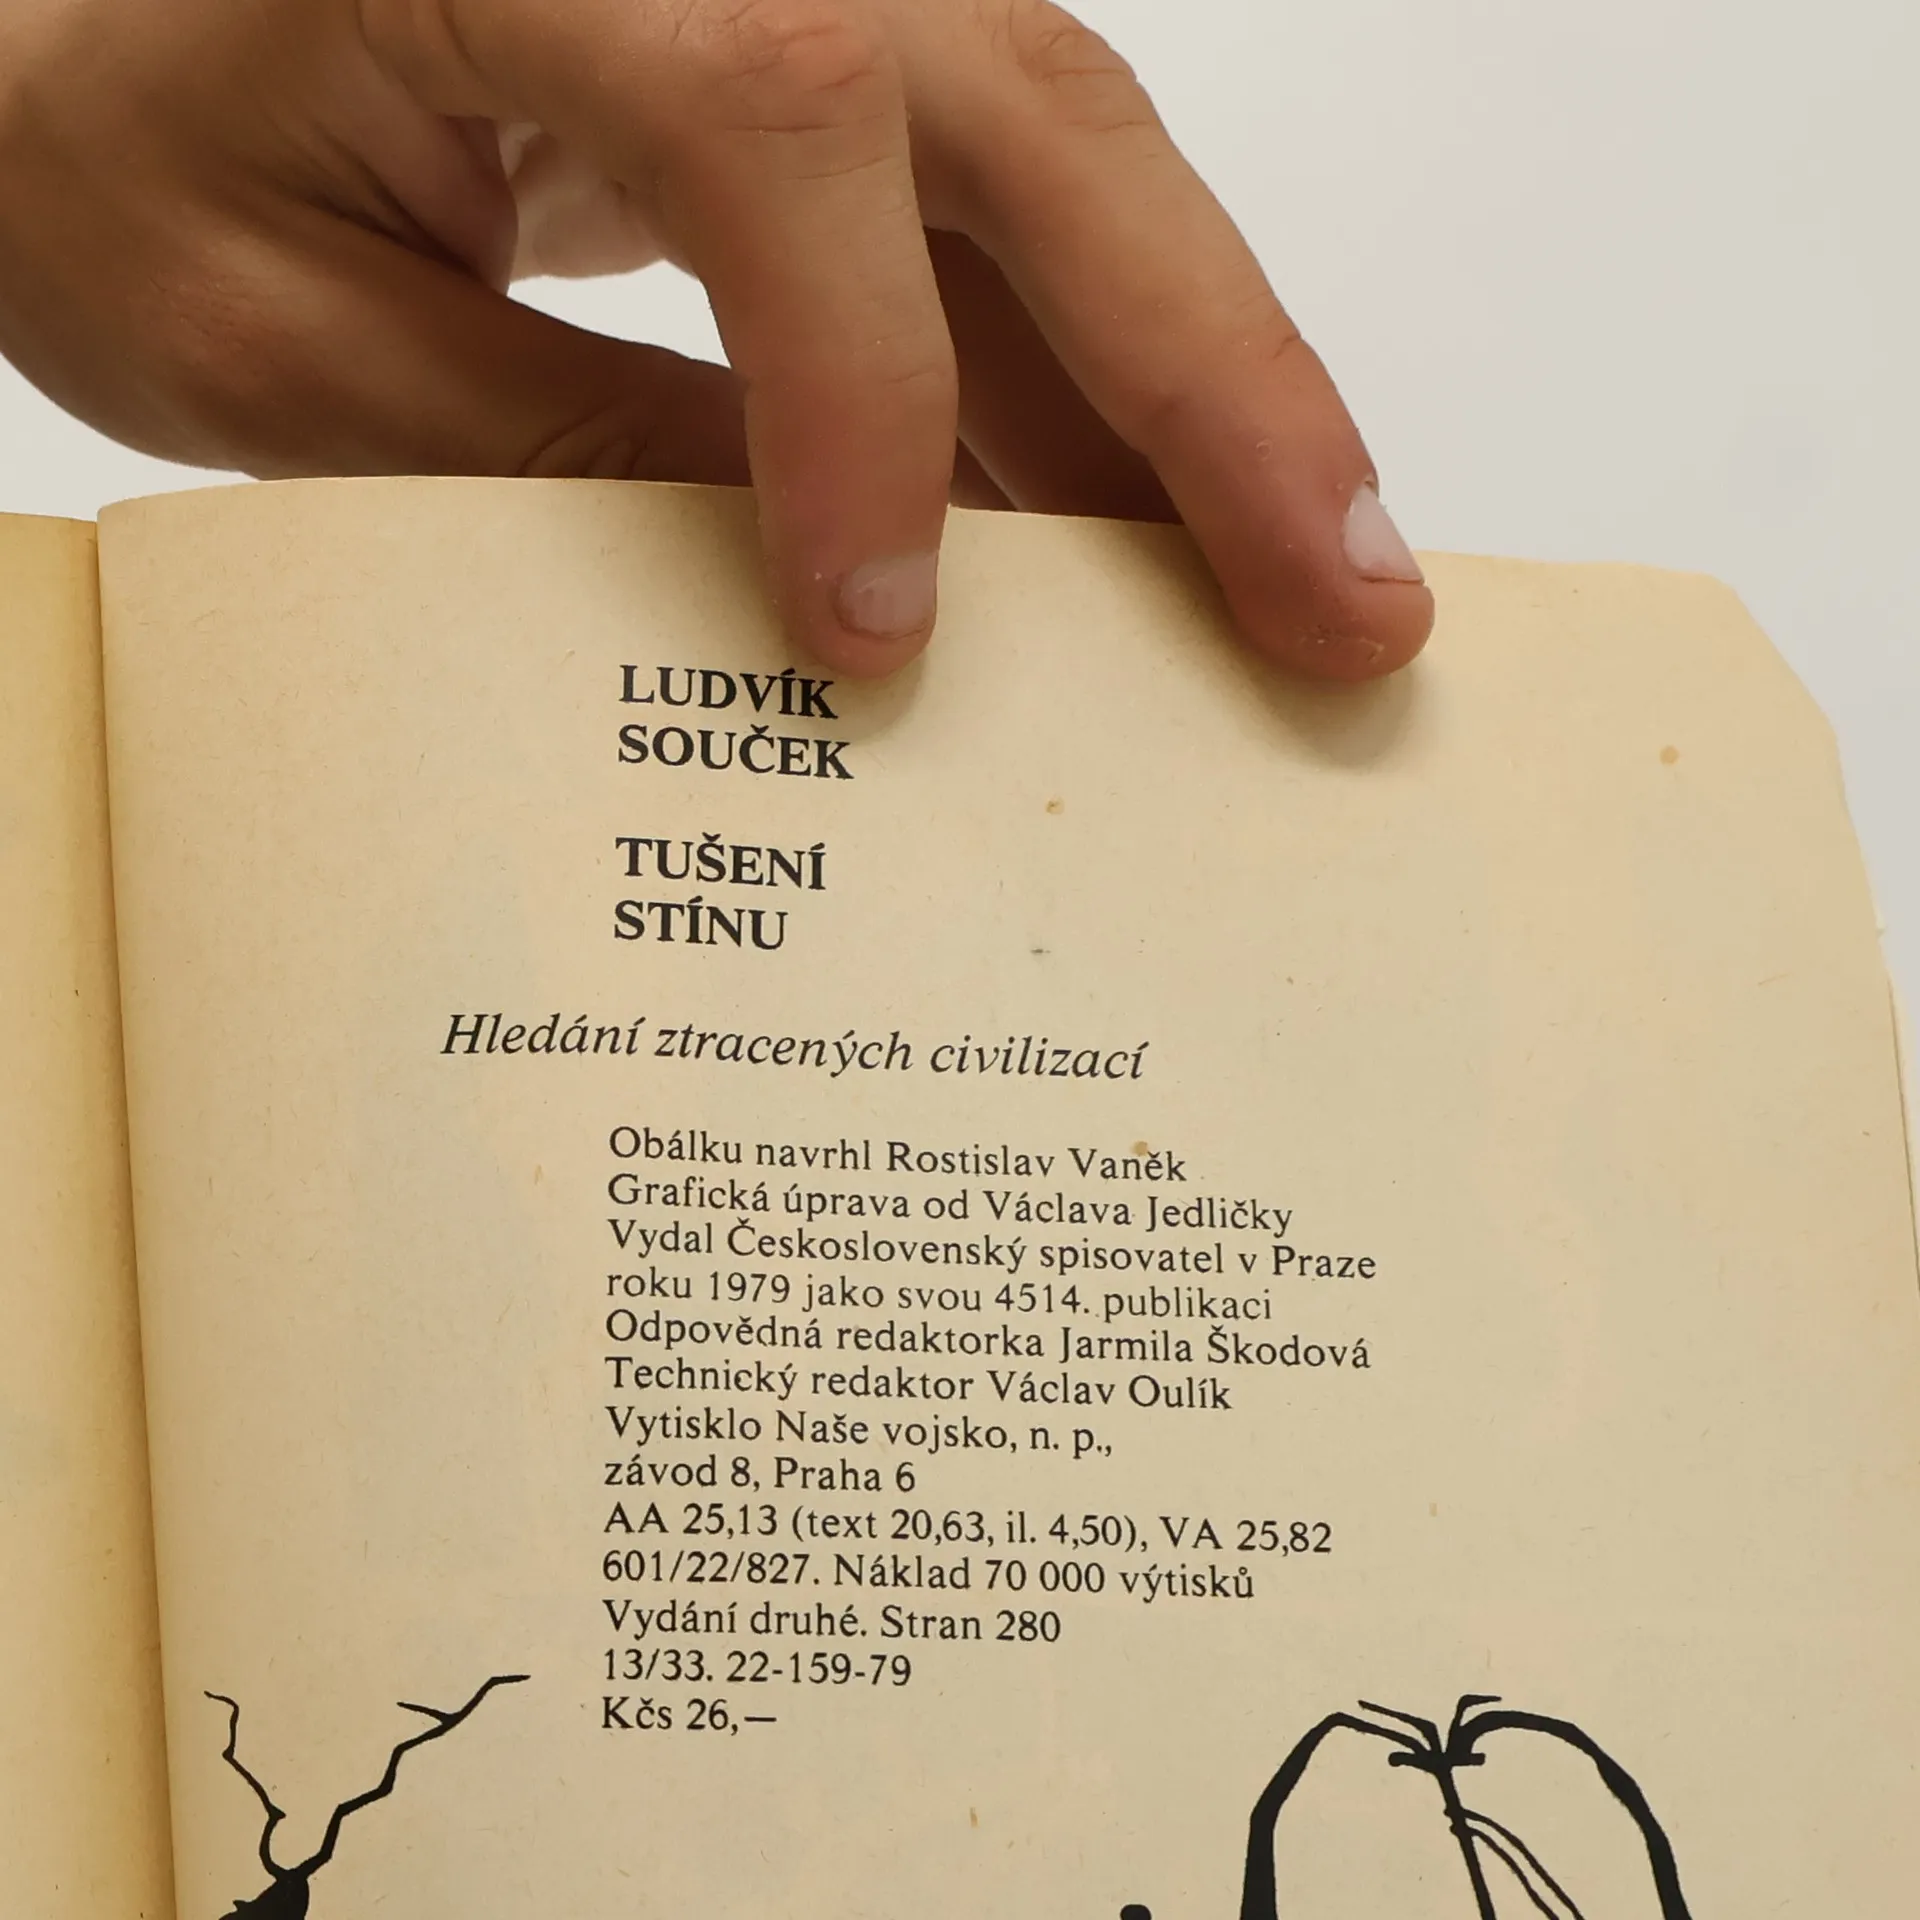 LUDVÍK
SOUČEK
TUŠENÍ
STÍNU
Hledání ztracených civilizací
Obálku navrhl Rostislav Vaněk
Grafická úprava od Václava Jedličky
Vydal Československý spisovatel v Praze
roku 1979 jako svou 4514. publikaci
Odpovědná redaktorka Jarmila Škodová
Technický redaktor Václav Oulík
Vytisklo Naše vojsko, n. p.,
závod 8, Praha 6
AA 25,13 (text 20,63, il. 4,50), VA 25,82
601/22/827. Náklad 70 000 výtisků
Vydání druhé. Stran 280
13/33. 22-159-79
Kčs 26,—